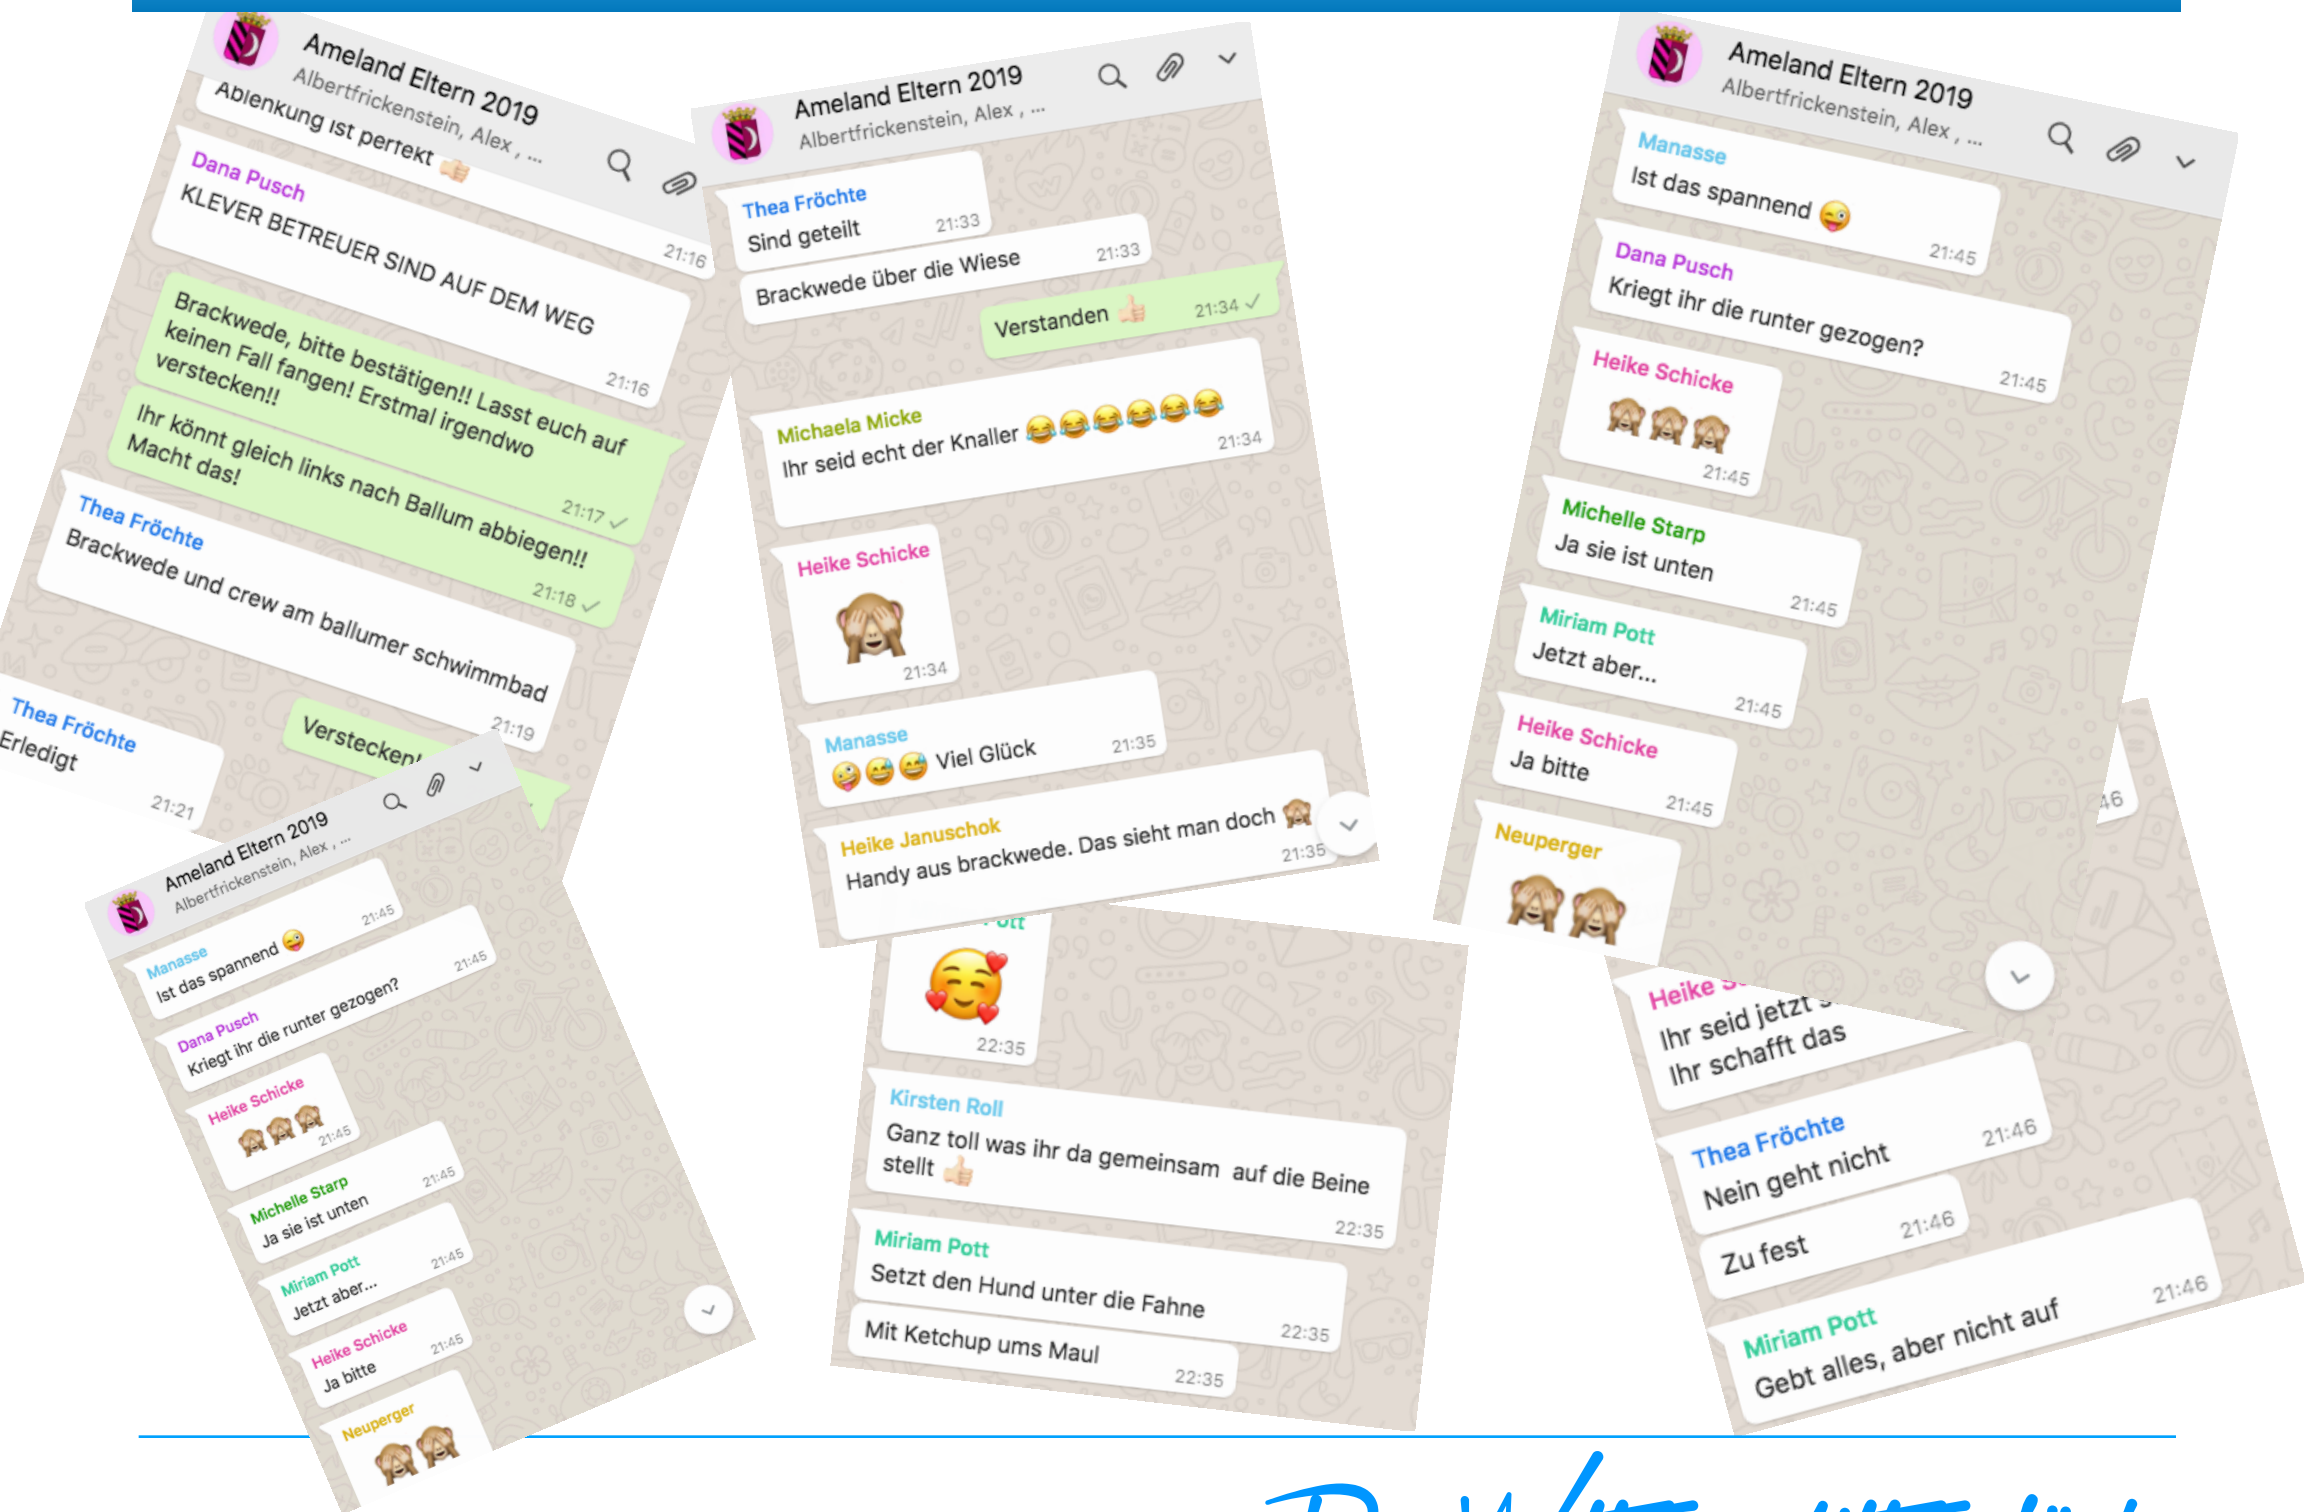 Ameland Eltern 2019
Albertfrickenstein, Alex , ...
Ablenkung ist perfekt 👍🏻
21:16
Dana Pusch
KLEVER BETREUER SIND AUF DEM WEG
21:16
Brackwede, bitte bestätigen!! Lasst euch auf
keinen Fall fangen! Erstmal irgendwo
verstecken!!
21:17
Ihr könnt gleich links nach Ballum abbiegen!!
Macht das!
21:18
Thea Fröchte
Brackwede und crew am ballumer schwimmbad
21:19
Verstecken!
Thea Fröchte
Erledigt
21:21
Ameland Eltern 2019
Albertfrickenstein, Alex , ...
Thea Fröchte
Sind geteilt
21:33
Brackwede über die Wiese
21:33
Verstanden 👍🏻
21:34
Michaela Micke
Ihr seid echt der Knaller 😂😂😂😂😂😂
21:34
Heike Schicke
🙈
21:34
Manasse
🤪😅😅 Viel Glück
21:35
Heike Januschok
Handy aus brackwede. Das sieht man doch 🙈
21:35
Ameland Eltern 2019
Albertfrickenstein, Alex , ...
Manasse
Ist das spannend 😜
21:45
Dana Pusch
Kriegt ihr die runter gezogen?
21:45
Heike Schicke
🙈🙈🙈
21:45
Michelle Starp
Ja sie ist unten
21:45
Miriam Pott
Jetzt aber...
21:45
Heike Schicke
Ja bitte
21:45
Neuperger
🙈🙈
Ameland Eltern 2019
Albertfrickenstein, Alex , ...
Manasse
Ist das spannend 😜
21:45
Dana Pusch
Kriegt ihr die runter gezogen?
21:45
Heike Schicke
🙈🙈🙈
21:45
Michelle Starp
Ja sie ist unten
21:45
Miriam Pott
Jetzt aber...
21:45
Heike Schicke
Ja bitte
21:45
Neuperger
🙈🙈
🥰
22:35
Kirsten Roll
Ganz toll was ihr da gemeinsam auf die Beine
stellt 👍🏻
22:35
Miriam Pott
Setzt den Hund unter die Fahne
22:35
Mit Ketchup ums Maul
22:35
Heike
Ihr seid jetzt
Ihr schafft das
Thea Fröchte
Nein geht nicht
21:46
Zu fest
21:46
Miriam Pott
Gebt alles, aber nicht auf
21:46